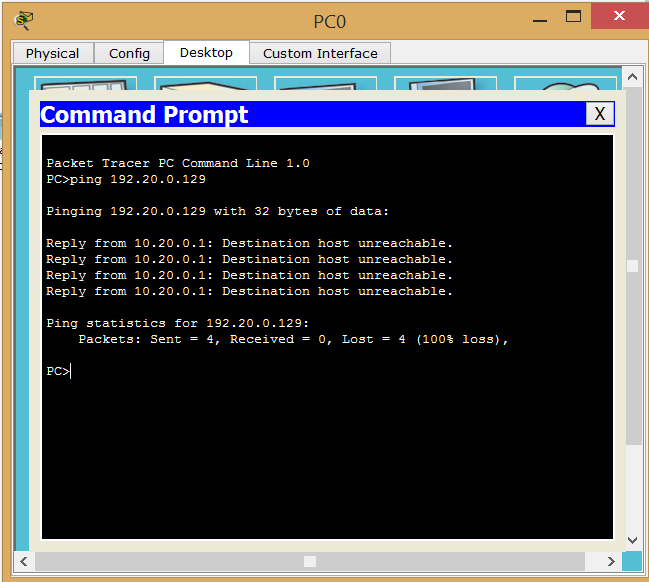 PC0
Physical Config Desktop Custom Interface
Command Prompt X
Packet Tracer PC Command Line 1.0
PC>ping 192.20.0.129
Pinging 192.20.0.129 with 32 bytes of data:
Reply from 10.20.0.1: Destination host unreachable.
Reply from 10.20.0.1: Destination host unreachable.
Reply from 10.20.0.1: Destination host unreachable.
Reply from 10.20.0.1: Destination host unreachable.
Ping statistics for 192.20.0.129:
Packets: Sent = 4, Received = 0, Lost = 4 (100% loss),
PC>